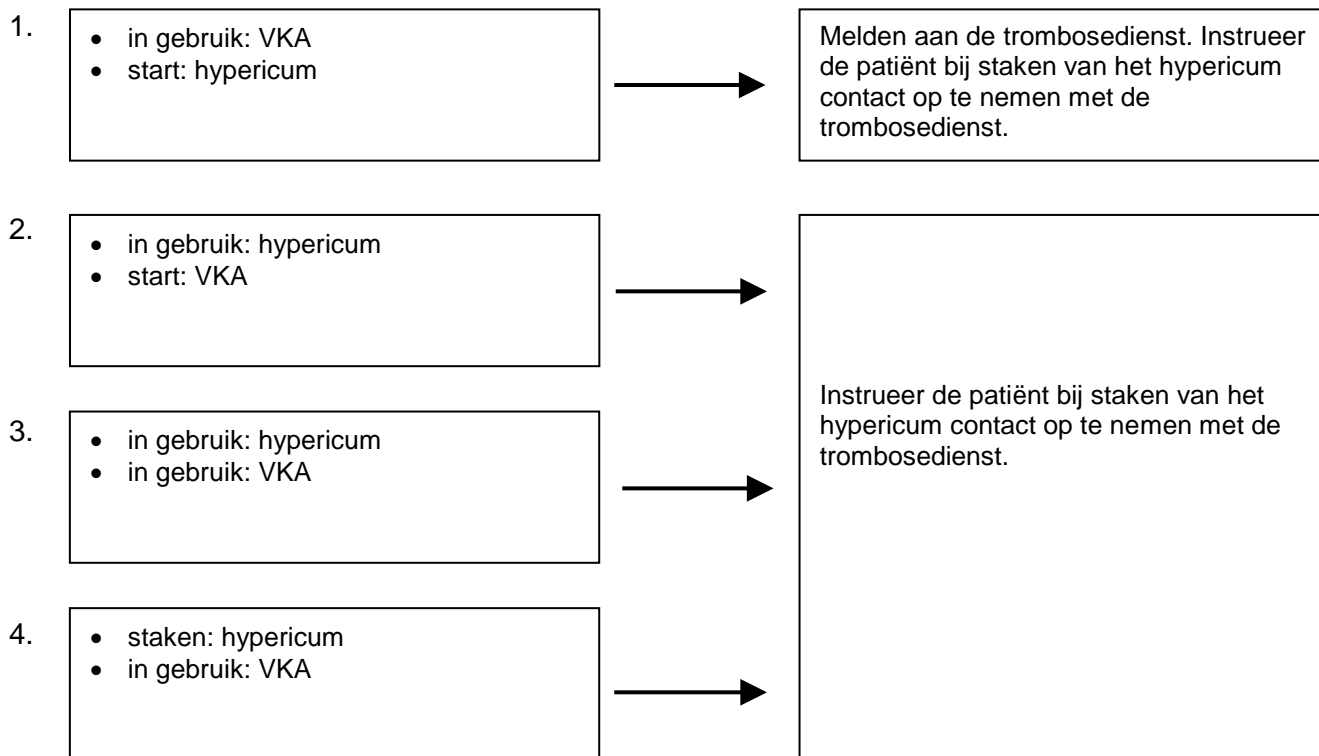 1.
• in gebruik: VKA
• start: hypericum
Melden aan de trombosedienst. Instrueer
de patiënt bij staken van het hypericum
contact op te nemen met de
trombosedienst.
2.
• in gebruik: hypericum
• start: VKA
3.
• in gebruik: hypericum
• in gebruik: VKA
Instrueer de patiënt bij staken van het
hypericum contact op te nemen met de
trombosedienst.
4.
• staken: hypericum
• in gebruik: VKA